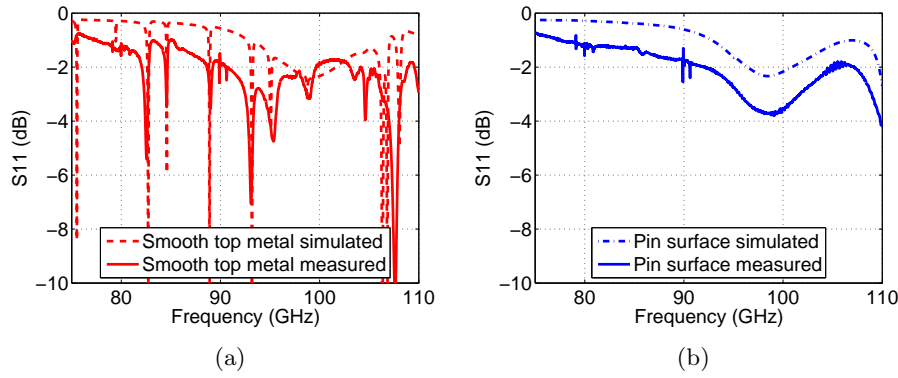 0
−2
−4
−6
−8
−10
S11 (dB)
80 90 100 110
Frequency (GHz)
Smooth top metal simulated
Smooth top metal measured
(a)
0
−2
−4
−6
−8
−10
S11 (dB)
80 90 100 110
Frequency (GHz)
Pin surface simulated
Pin surface measured
(b)